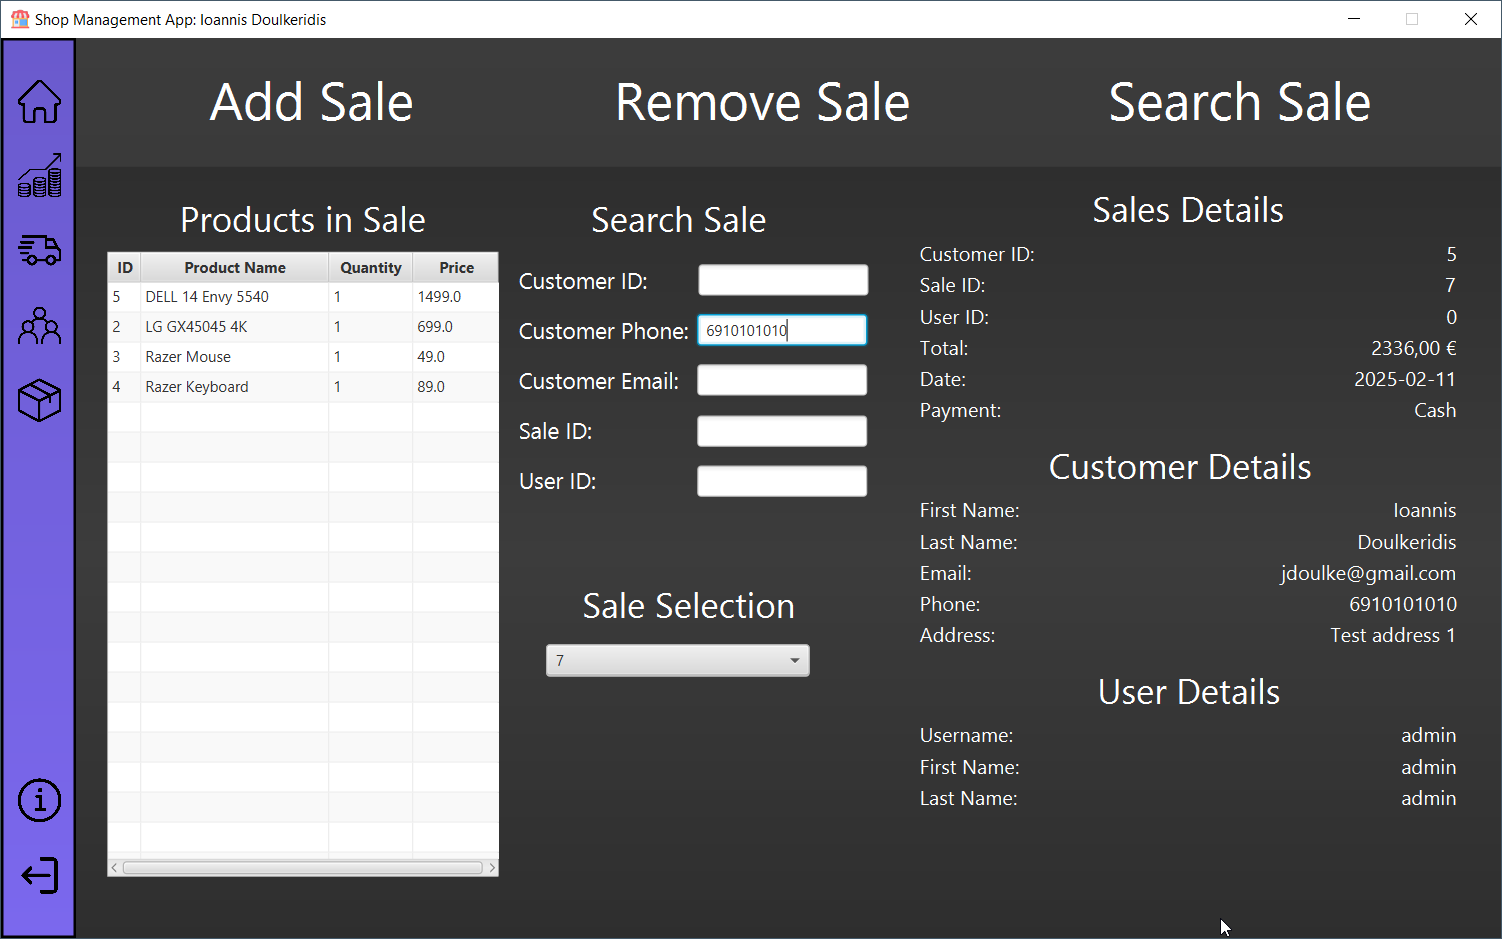 Shop Management App: Ioannis Doulkeridis
Add Sale
Remove Sale
Search Sale
Products in Sale
ID Product Name Quantity Price
5 DELL 14 Envy 5540 1 1499.0
2 LG GX45045 4K 1 699.0
3 Razer Mouse 1 49.0
4 Razer Keyboard 1 89.0
Search Sale
Customer ID:
Customer Phone: 6910101010
Customer Email:
Sale ID:
User ID:
Sale Selection
7
Sales Details
Customer ID: 5
Sale ID: 7
User ID: 0
Total: 2336,00 €
Date: 2025-02-11
Payment: Cash
Customer Details
First Name: Ioannis
Last Name: Doulkeridis
Email: jdoulke@gmail.com
Phone: 6910101010
Address: Test address 1
User Details
Username: admin
First Name: admin
Last Name: admin